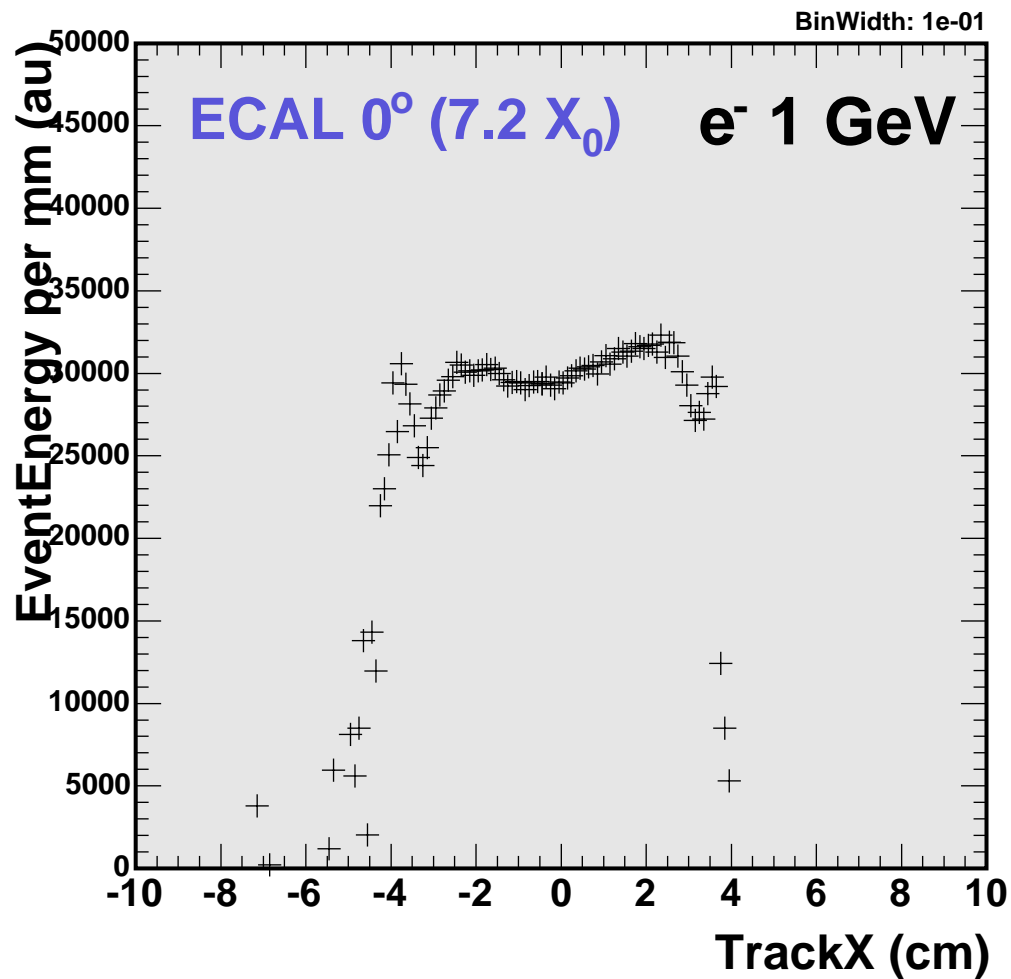 BinWidth: 1e-01
EventEnergy per mm (au)
50000
45000
40000
35000
30000
25000
20000
15000
10000
5000
0
ECAL 0° (7.2 X₀)
e⁻ 1 GeV
-10 -8 -6 -4 -2 0 2 4 6 8 10
TrackX (cm)